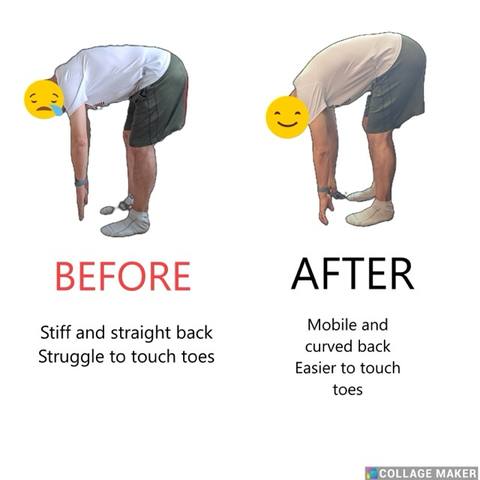 BEFORE
Stiff and straight back
Struggle to touch toes
AFTER
Mobile and
curved back
Easier to touch
toes
COLLAGE MAKER